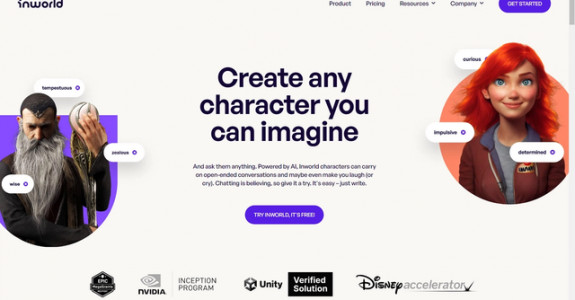 inworld
Product Pricing Resources Company GET STARTED
tempestuous
curious
Create any
character you
can imagine
impulsive
zealous
determined
wise
And ask them anything. Powered by AI, Inworld characters can carry
on open-ended conversations and maybe even make you laugh (or
cry). Chatting is believing, so give it a try. It's easy – just write.
TRY INWORLD, IT'S FREE!
EPIC
MegaGrants
NVIDIA
INCEPTION
PROGRAM
Unity
Verified
Solution
Disney accelerator